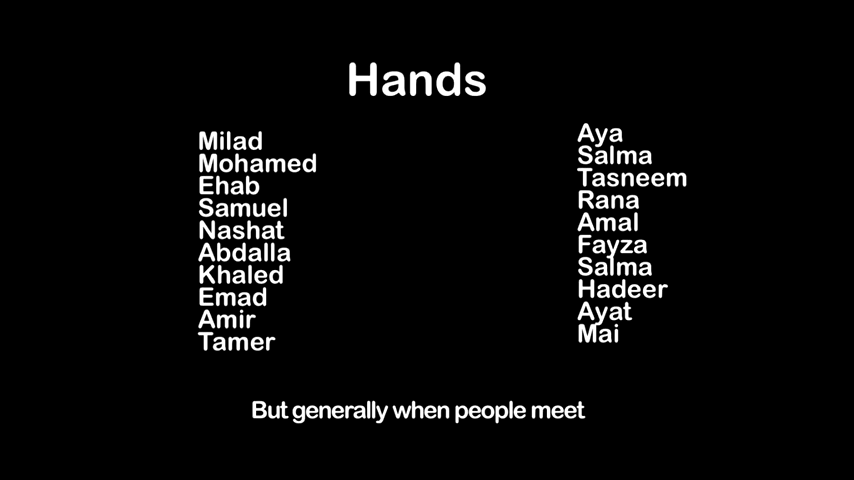 Hands
Milad
Mohamed
Ehab
Samuel
Nashat
Abdalla
Khaled
Emad
Amir
Tamer
Aya
Salma
Tasneem
Rana
Amal
Fayza
Salma
Hadeer
Ayat
Mai
But generally when people meet